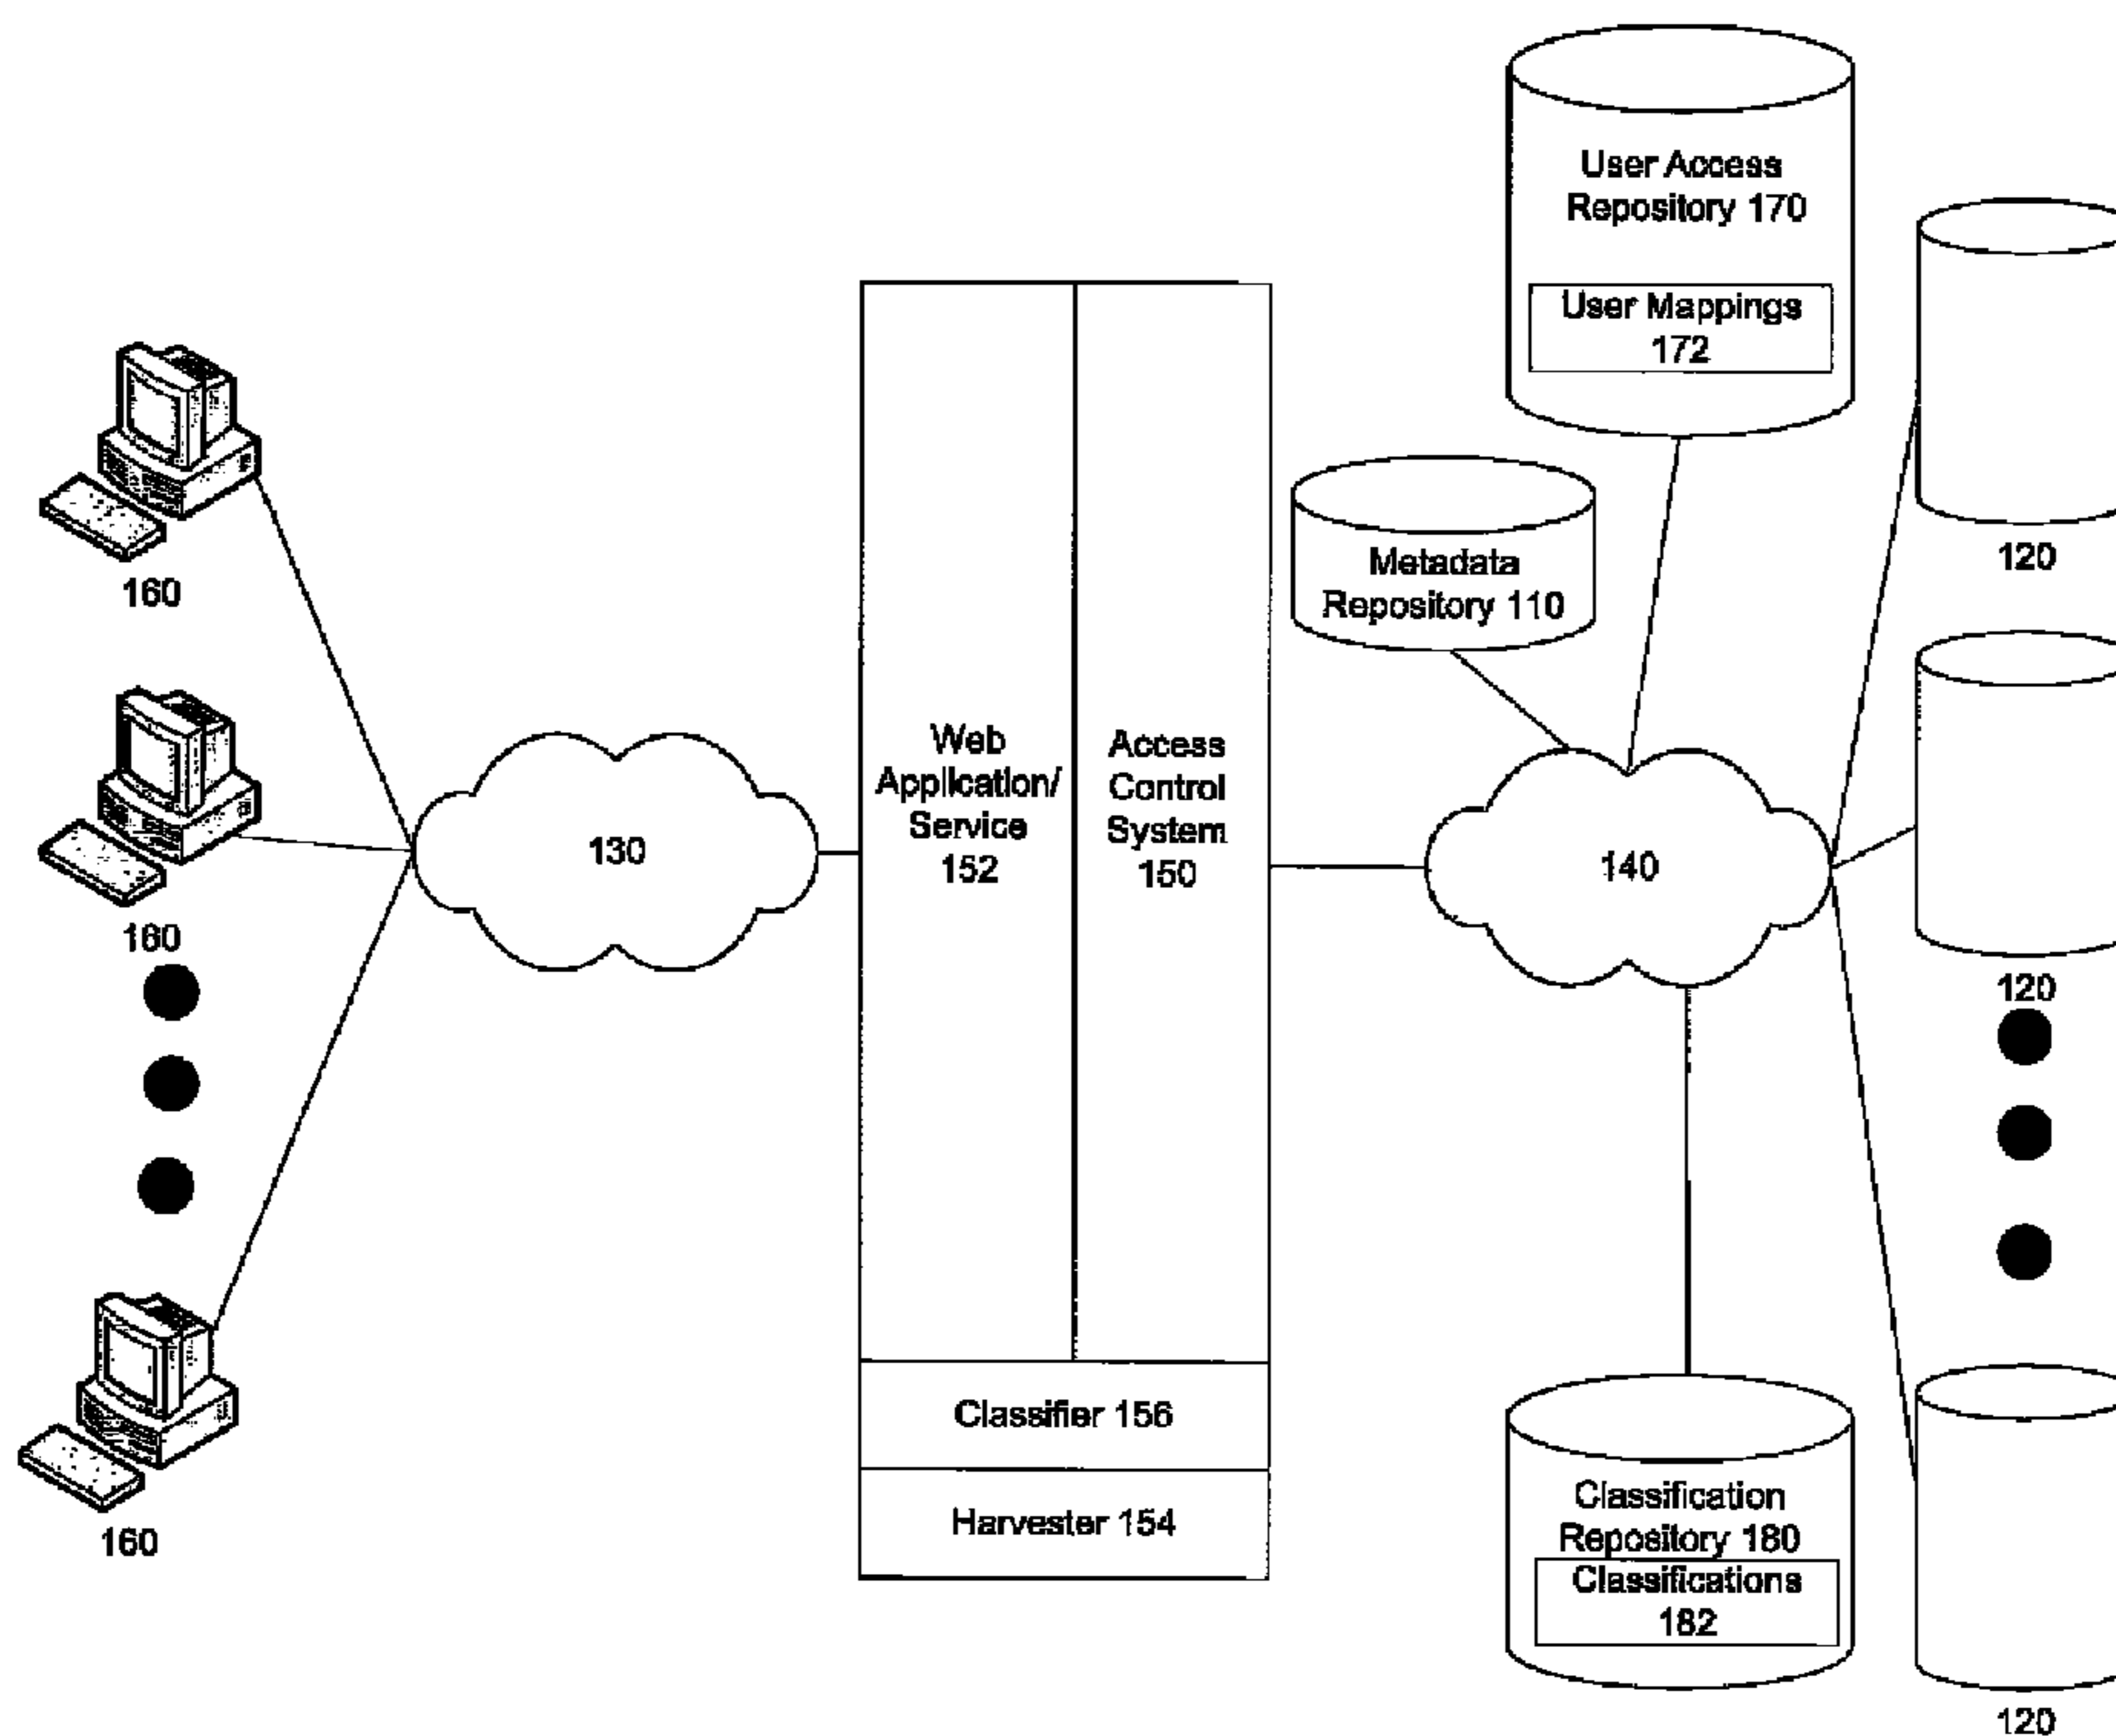 User Access
Repository 170
User Mappings
172
120
Metadata
Repository 110
160
120
Web
Application/
Service
152
Access
Control
System
150
130
140
160
Classifier 156
Harvester 154
Classification
Repository 180
Classifications
182
160
120